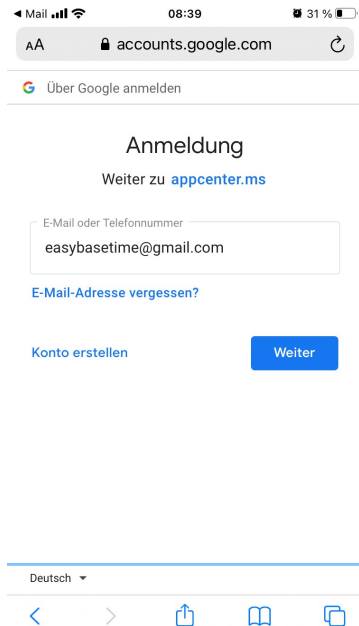 Mail
08:39
31 %
AA
accounts.google.com
Über Google anmelden
Anmeldung
Weiter zu appcenter.ms
E-Mail oder Telefonnummer
easybasetime@gmail.com
E-Mail-Adresse vergessen?
Konto erstellen
Weiter
Deutsch